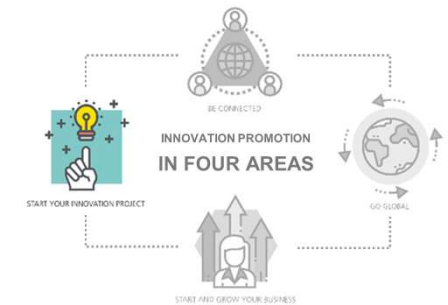 BE CONNECTED
INNOVATION PROMOTION
IN FOUR AREAS
START YOUR INNOVATION PROJECT
GO GLOBAL
START AND GROW YOUR BUSINESS